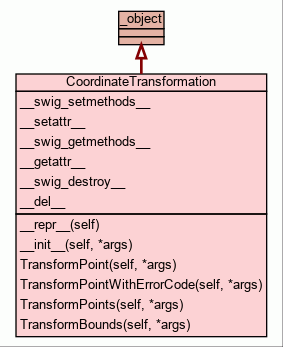 _object
CoordinateTransformation
__swig_setmethods__
__setattr__
__swig_getmethods__
__getattr__
__swig_destroy__
__del__
__repr__(self)
__init__(self, *args)
TransformPoint(self, *args)
TransformPointWithErrorCode(self, *args)
TransformPoints(self, *args)
TransformBounds(self, *args)